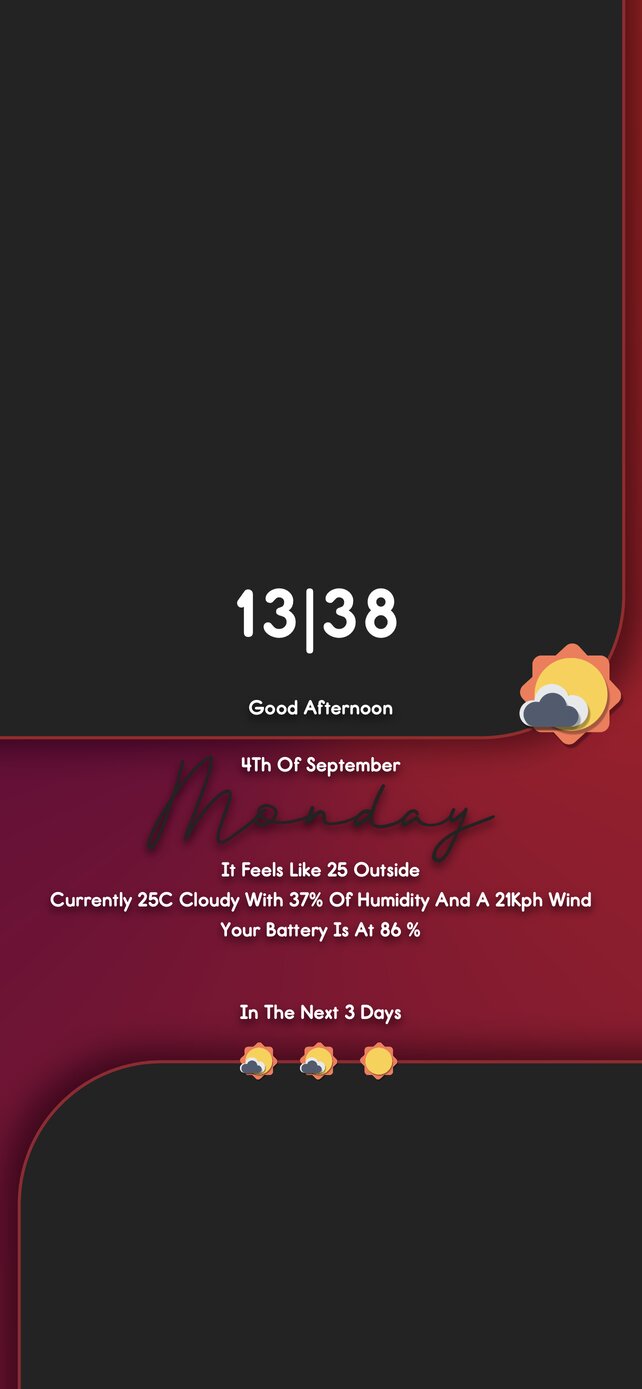 13|38
Good Afternoon
4Th Of September
Monday
It Feels Like 25 Outside
Currently 25C Cloudy With 37% Of Humidity And A 21Kph Wind
Your Battery Is At 86 %
In The Next 3 Days